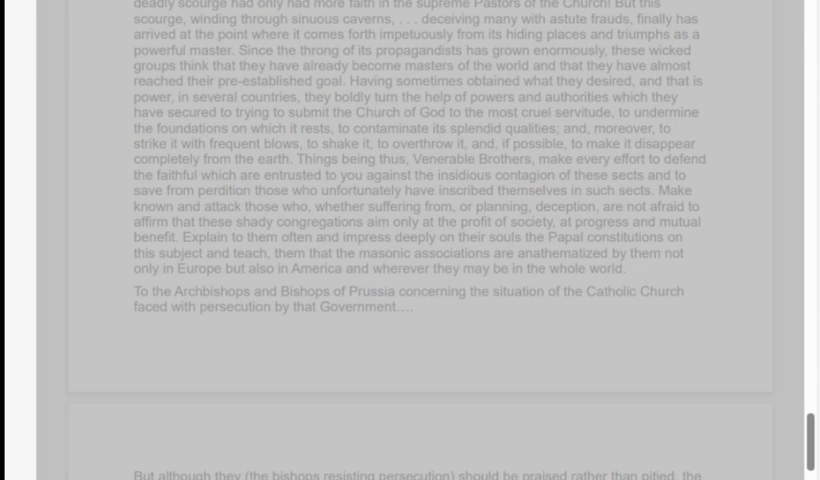 deadly scourge had only had more faith in the supreme Pastors of the Church! But this
scourge, winding through sinuous caverns, . . . deceiving many with astute frauds, finally has
arrived at the point where it comes forth impetuously from its hiding places and triumphs as a
powerful master. Since the throng of its propagandists has grown enormously, these wicked
groups think that they have already become masters of the world and that they have almost
reached their pre-established goal. Having sometimes obtained what they desired, and that is
power, in several countries, they boldly turn the help of powers and authorities which they
have secured to trying to submit the Church of God to the most cruel servitude, to undermine
the foundations on which it rests, to contaminate its splendid qualities; and, moreover, to
strike it with frequent blows, to shake it, to overthrow it, and, if possible, to make it disappear
completely from the earth. Things being thus, Venerable Brothers, make every effort to defend
the faithful which are entrusted to you against the insidious contagion of these sects and to
save from perdition those who unfortunately have inscribed themselves in such sects. Make
known and attack those who, whether suffering from, or planning, deception, are not afraid to
affirm that these shady congregations aim only at the profit of society, at progress and mutual
benefit. Explain to them often and impress deeply on their souls the Papal constitutions on
this subject and teach, them that the masonic associations are anathematized by them not
only in Europe but also in America and wherever they may be in the whole world.
To the Archbishops and Bishops of Prussia concerning the situation of the Catholic Church
faced with persecution by that Government....
But although they (the bishops resisting persecution) should be praised rather than pitied, the